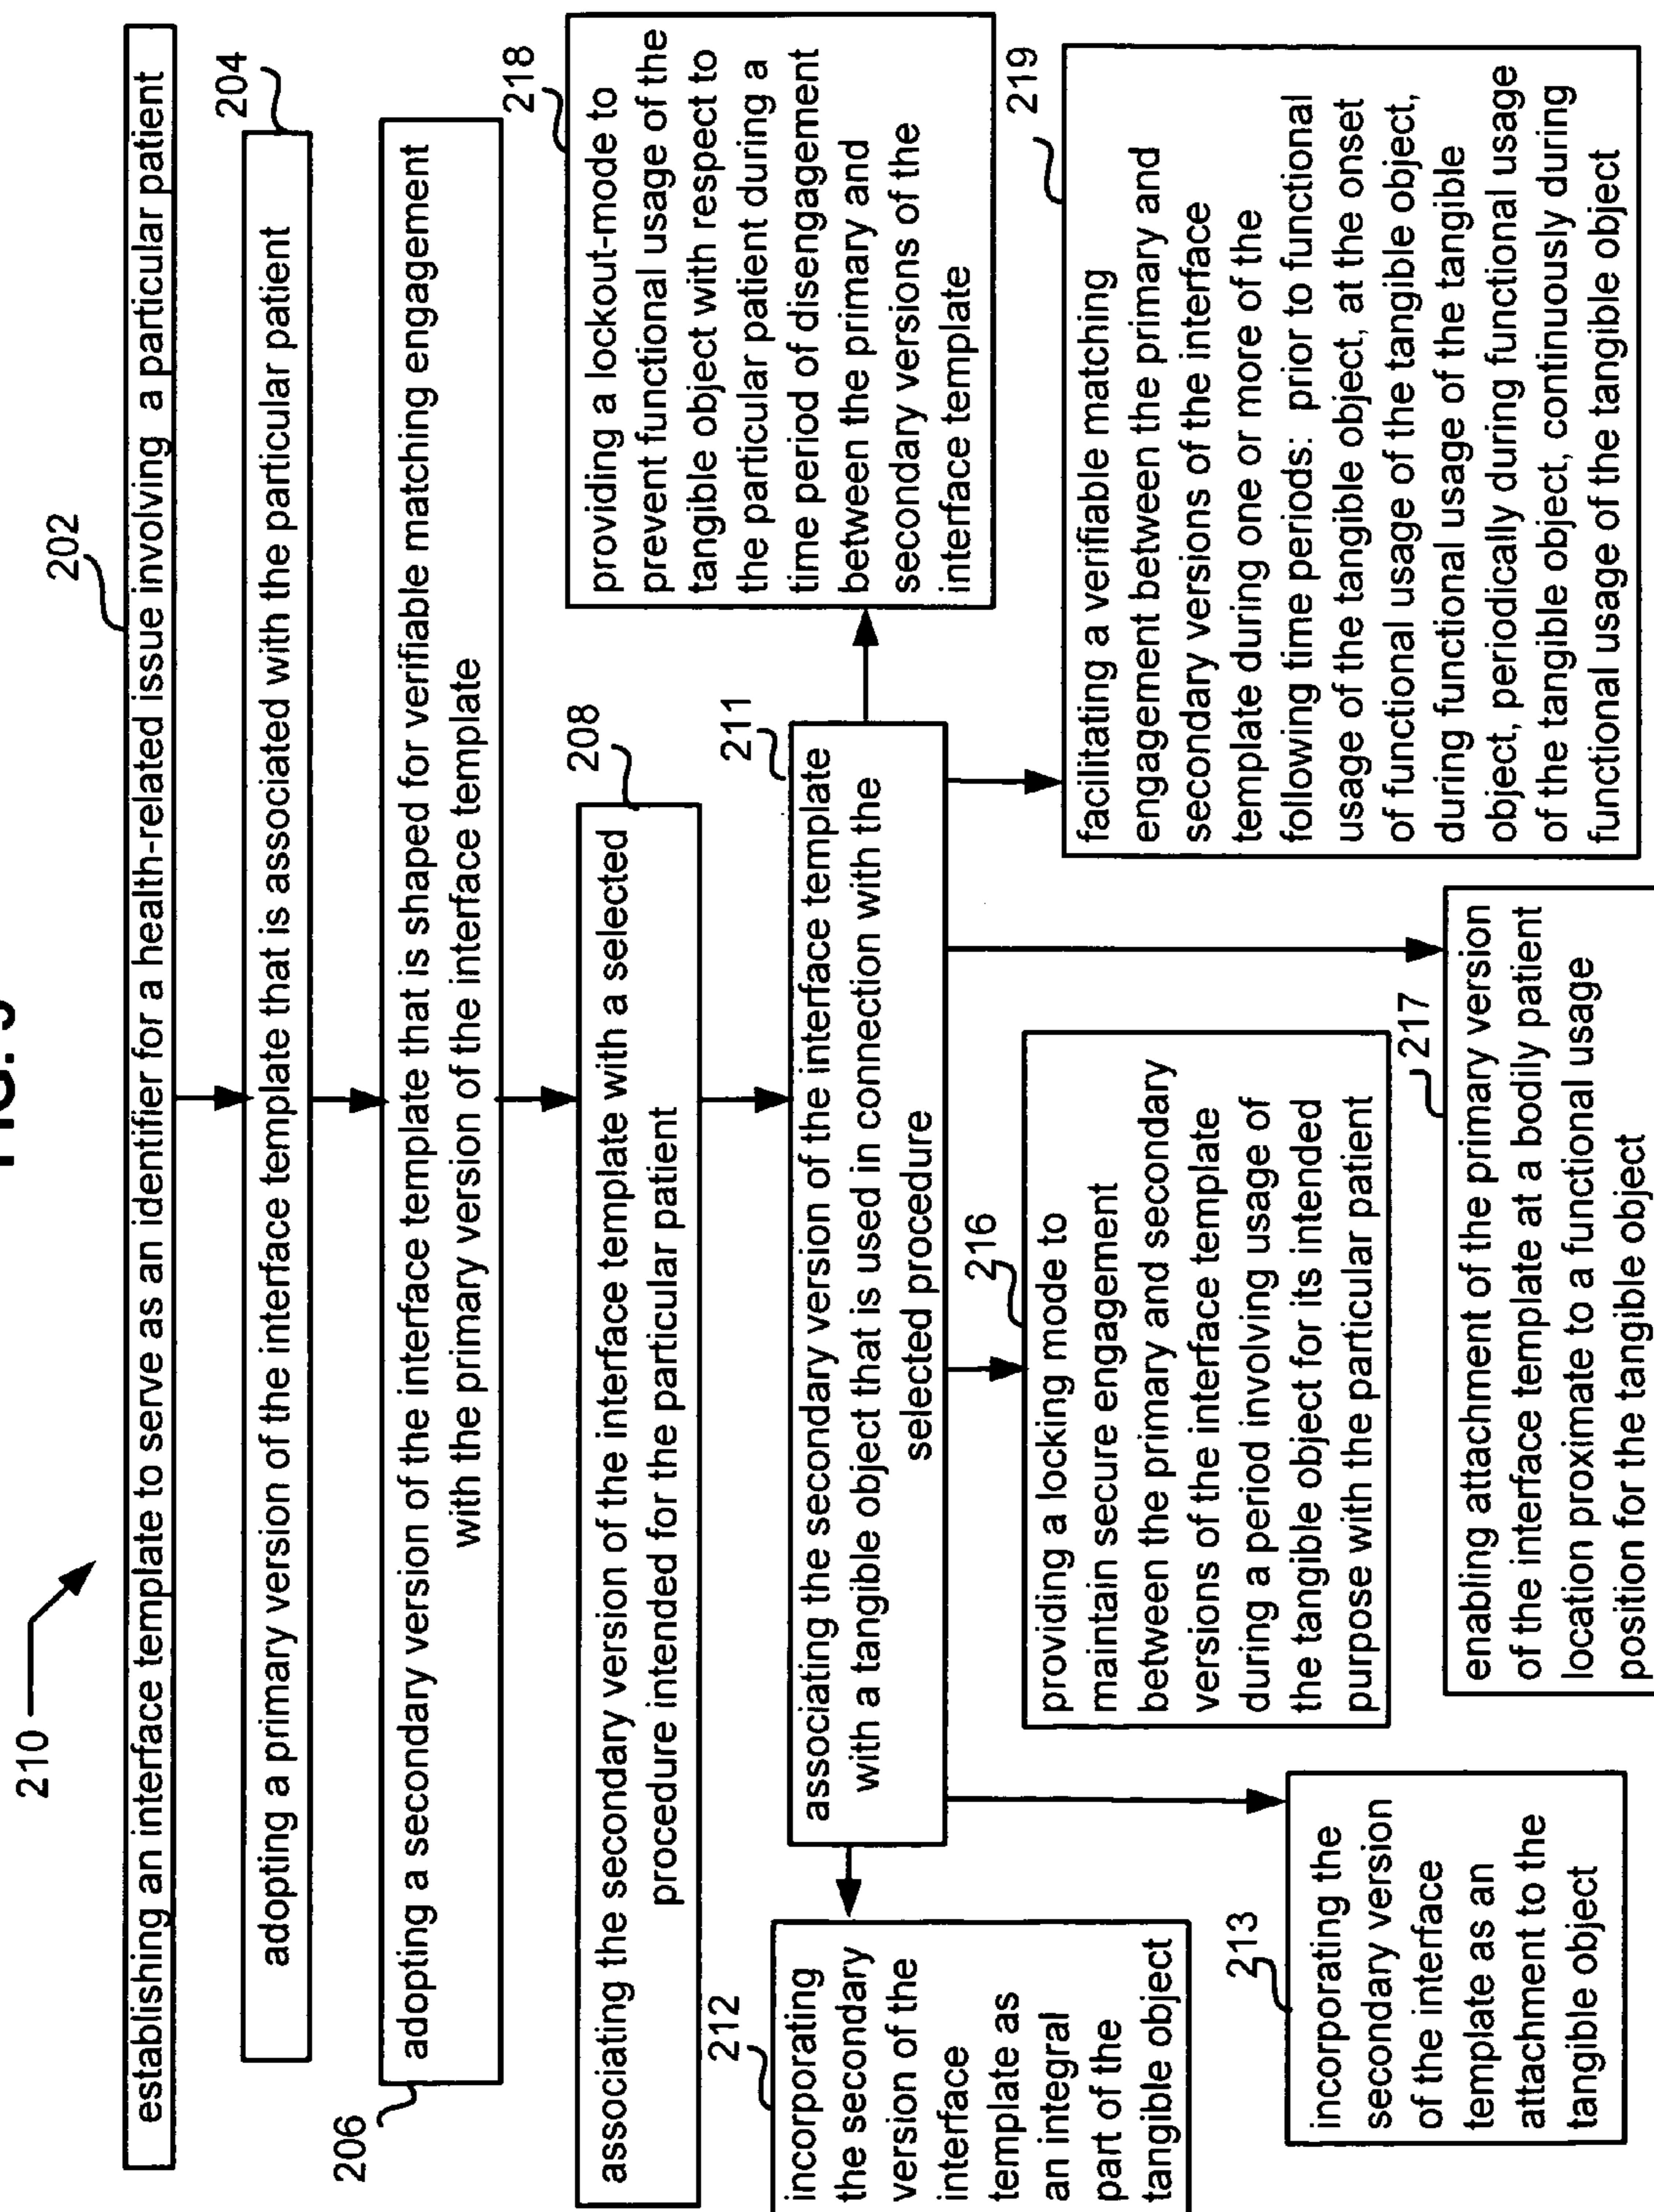 210
202
establishing an interface template to serve as an identifier for a health-related issue involving a particular patient
204
adopting a primary version of the interface template that is associated with the particular patient
206
adopting a secondary version of the interface template that is shaped for verifiable matching engagement
with the primary version of the interface template
208
associating the secondary version of the interface template with a selected
procedure intended for the particular patient
211
associating the secondary version of the interface template
with a tangible object that is used in connection with the
selected procedure
212
incorporating
the secondary
version of the
interface
template as
an integral
part of the
tangible object
213
incorporating the
secondary version
of the interface
template as an
attachment to the
tangible object
216
providing a locking mode to
maintain secure engagement
between the primary and secondary
versions of the interface template
during a period involving usage of
the tangible object for its intended
purpose with the particular patient
217
enabling attachment of the primary version
of the interface template at a bodily patient
location proximate to a functional usage
position for the tangible object
218
providing a lockout-mode to
prevent functional usage of the
tangible object with respect to
the particular patient during a
time period of disengagement
between the primary and
secondary versions of the
interface template
219
facilitating a verifiable matching
engagement between the primary and
secondary versions of the interface
template during one or more of the
following time periods: prior to functional
usage of the tangible object, at the onset
of functional usage of the tangible object,
during functional usage of the tangible
object, periodically during functional usage
of the tangible object, continuously during
functional usage of the tangible object